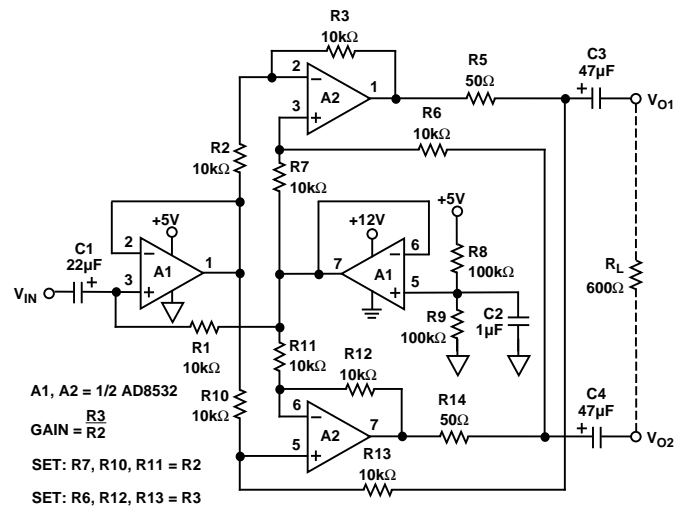 R3
10kΩ
2
3
1
A2
R5
50Ω
C3
47µF
VO1
R6
10kΩ
R2
10kΩ
R7
10kΩ
+5V
+12V
+5V
2
3
1
A1
C1
22µF
VIN
7
6
5
A1
R8
100kΩ
R9
100kΩ
C2
1µF
RL
600Ω
R1
10kΩ
R11
10kΩ
R12
10kΩ
R10
10kΩ
6
5
7
A2
R14
50Ω
C4
47µF
VO2
R13
10kΩ
A1, A2 = 1/2 AD8532
GAIN = R3
R2
SET: R7, R10, R11 = R2
SET: R6, R12, R13 = R3